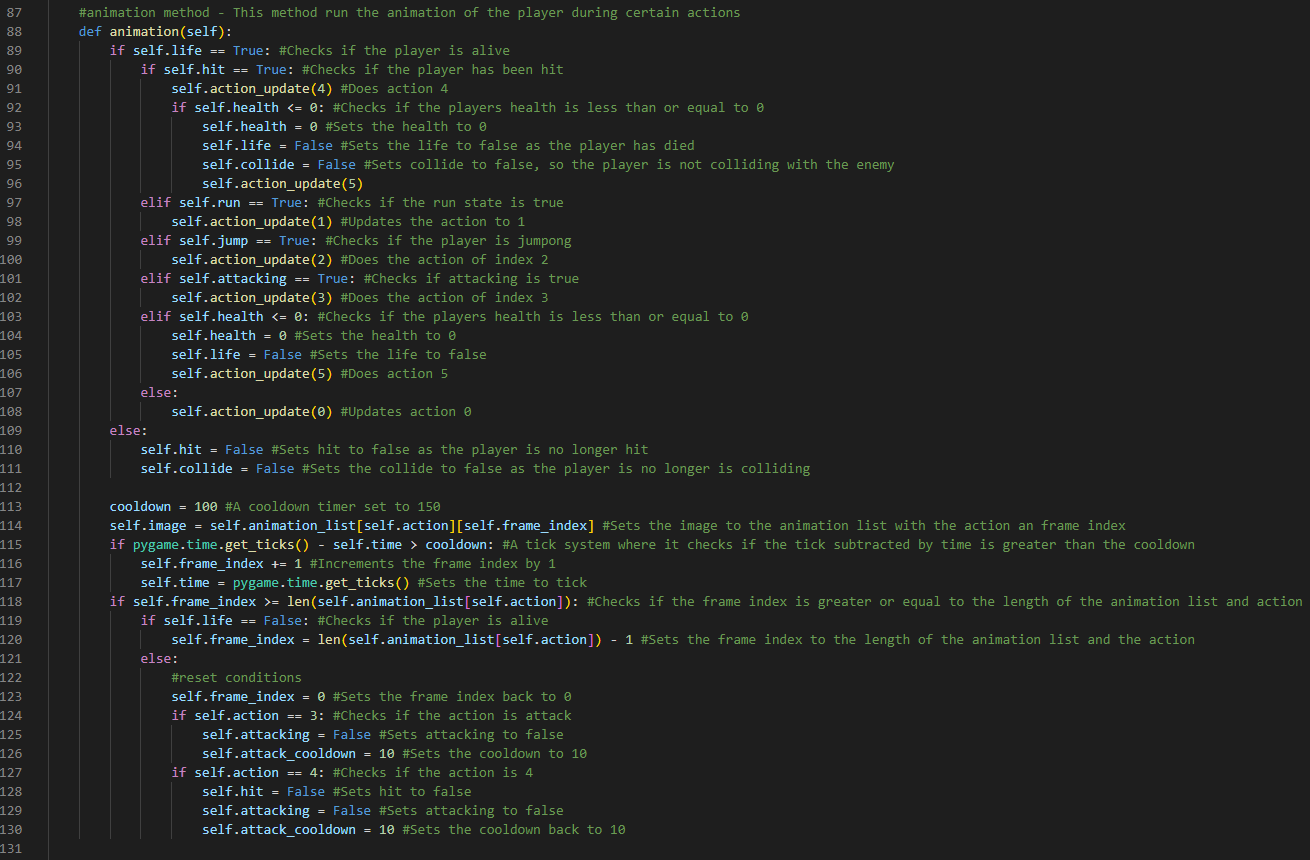 87 #animation method - This method run the animation of the player during certain actions
88 def animation(self):
89 if self.life == True: #Checks if the player is alive
90 if self.hit == True: #Checks if the player has been hit
91 self.action_update(4) #Does action 4
92 if self.health <= 0: #Checks if the players health is less than or equal to 0
93 self.health = 0 #Sets the health to 0
94 self.life = False #Sets the life to false as the player has died
95 self.collide = False #Sets collide to false, so the player is not colliding with the enemy
96 self.action_update(5)
97 elif self.run == True: #Checks if the run state is true
98 self.action_update(1) #Updates the action to 1
99 elif self.jump == True: #Checks if the player is jumpong
100 self.action_update(2) #Does the action of index 2
101 elif self.attacking == True: #Checks if attacking is true
102 self.action_update(3) #Does the action of index 3
103 elif self.health <= 0: #Checks if the players health is less than or equal to 0
104 self.health = 0 #Sets the health to 0
105 self.life = False #Sets the life to false
106 self.action_update(5) #Does action 5
107 else:
108 self.action_update(0) #Updates action 0
109 else:
110 self.hit = False #Sets hit to false as the player is no longer hit
111 self.collide = False #Sets the collide to false as the player is no longer is colliding
112
113 cooldown = 100 #A cooldown timer set to 150
114 self.image = self.animation_list[self.action][self.frame_index] #Sets the image to the animation list with the action an frame index
115 if pygame.time.get_ticks() - self.time > cooldown: #A tick system where it checks if the tick subtracted by time is greater than the cooldown
116 self.frame_index += 1 #Increments the frame index by 1
117 self.time = pygame.time.get_ticks() #Sets the time to tick
118 if self.frame_index >= len(self.animation_list[self.action]): #Checks if the frame index is greater or equal to the length of the animation list and action
119 if self.life == False: #Checks if the player is alive
120 self.frame_index = len(self.animation_list[self.action]) - 1 #Sets the frame index to the length of the animation list and the action
121 else:
122 #reset conditions
123 self.frame_index = 0 #Sets the frame index back to 0
124 if self.action == 3: #Checks if the action is attack
125 self.attacking = False #Sets attacking to false
126 self.attack_cooldown = 10 #Sets the cooldown to 10
127 if self.action == 4: #Checks if the action is 4
128 self.hit = False #Sets hit to false
129 self.attacking = False #Sets attacking to false
130 self.attack_cooldown = 10 #Sets the cooldown back to 10
131